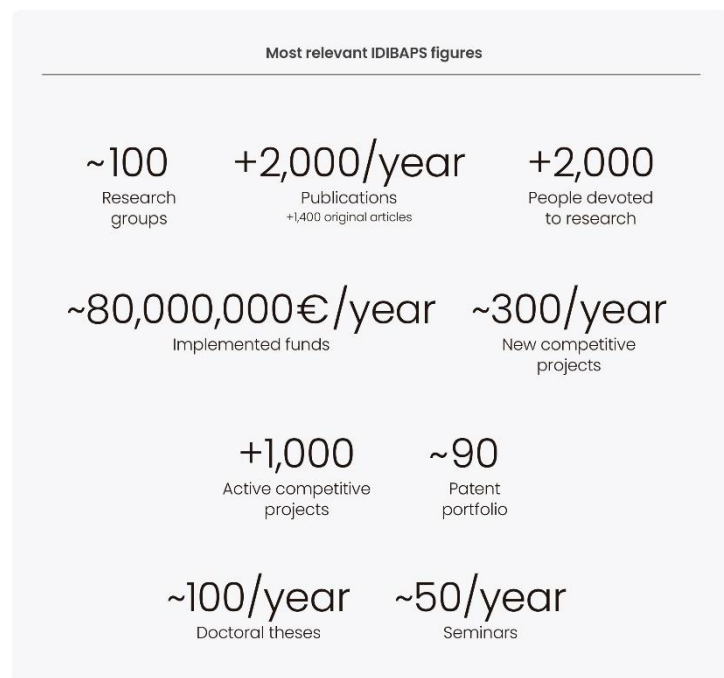 Most relevant IDIBAPS figures
~100
Research
groups
+2,000/year
Publications
+1,400 original articles
+2,000
People devoted
to research
~80,000,000€/year
Implemented funds
~300/year
New competitive
projects
+1,000
Active competitive
projects
~90
Patent
portfolio
~100/year
Doctoral theses
~50/year
Seminars